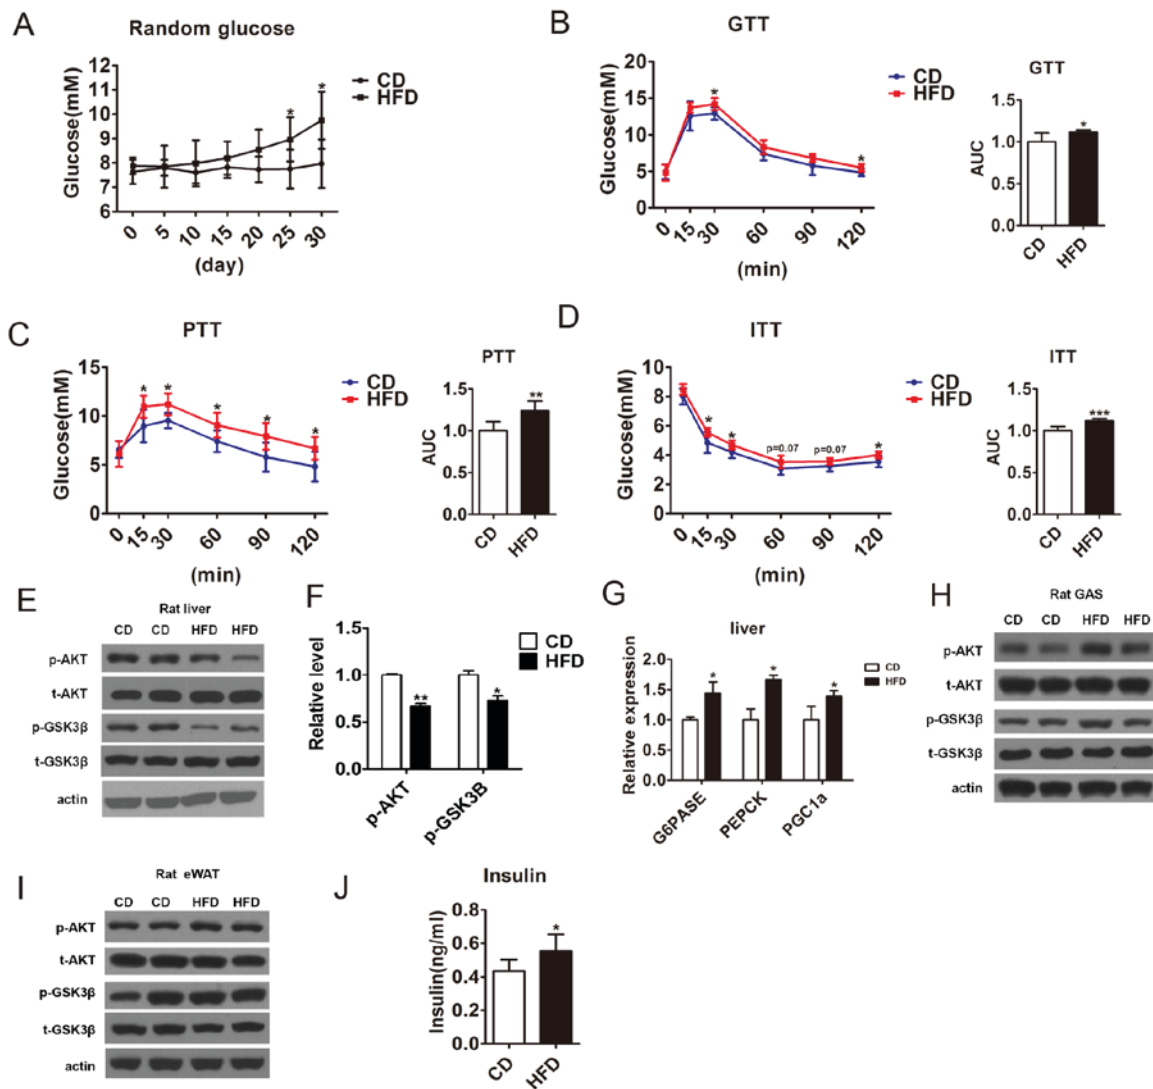 A
Random glucose
Glucose(mM)
12
11
10
9
8
7
6
0
5
10
15
20
25
30
(day)
*
*
CD
HFD
B
GTT
Glucose(mM)
20
15
10
5
0
0
15
30
60
90
120
(min)
*
*
CD
HFD
GTT
AUC
1.5
1.0
0.5
0.0
*
CD
HFD
C
PTT
Glucose(mM)
15
10
5
0
0
15
30
60
90
120
(min)
*
*
*
*
*
CD
HFD
PTT
AUC
1.5
1.0
0.5
0.0
**
CD
HFD
D
ITT
Glucose(mM)
8
6
4
2
0
0
15
30
60
90
120
(min)
*
*
p=0.07
p=0.07
*
CD
HFD
ITT
AUC
1.5
1.0
0.5
0.0
***
CD
HFD
E
Rat liver
CD CD HFD HFD
p-AKT
t-AKT
p-GSK3β
t-GSK3β
actin
F
Relative level
1.5
1.0
0.5
0.0
**
*
p-AKT
p-GSK3B
CD
HFD
G
liver
Relative expression
2.0
1.5
1.0
0.5
0.0
*
*
*
G6PASE
PEPCK
PGC1a
CD
HFD
H
Rat GAS
CD CD HFD HFD
p-AKT
t-AKT
p-GSK3β
t-GSK3β
actin
I
Rat eWAT
CD CD HFD HFD
p-AKT
t-AKT
p-GSK3β
t-GSK3β
actin
J
Insulin
Insulin(ng/ml)
0.8
0.6
0.4
0.2
0.0
*
CD
HFD